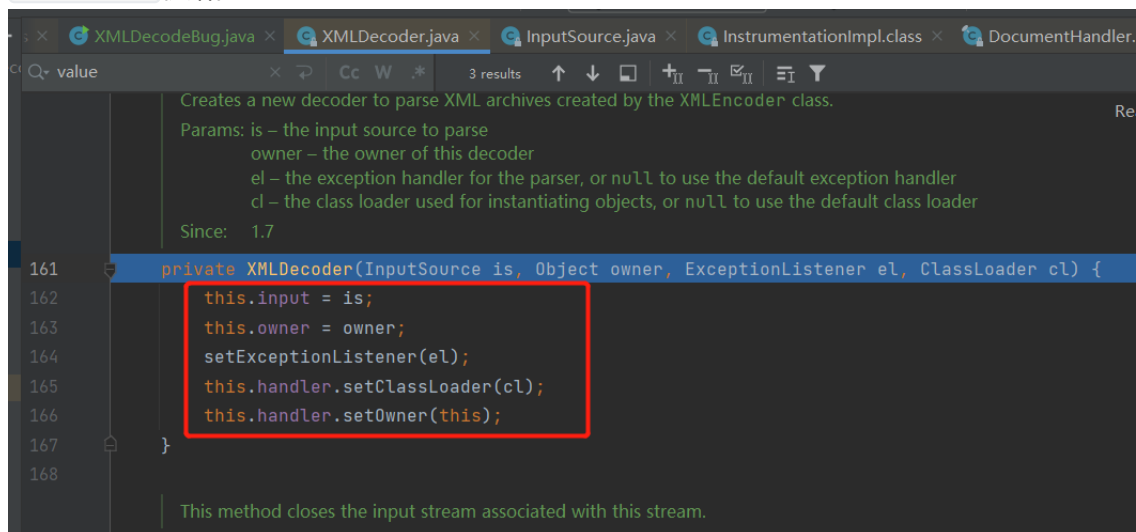 XMLDecodeBug.java × XMLDecoder.java × InputSource.java × InstrumentationImpl.class × DocumentHandler.
value × Cc W .* 3 results
Creates a new decoder to parse XML archives created by the XMLEncoder class.
Params: is – the input source to parse
owner – the owner of this decoder
el – the exception handler for the parser, or null to use the default exception handler
cl – the class loader used for instantiating objects, or null to use the default class loader
Since: 1.7
161 private XMLDecoder(InputSource is, Object owner, ExceptionListener el, ClassLoader cl) {
162 this.input = is;
163 this.owner = owner;
164 setExceptionListener(el);
165 this.handler.setClassLoader(cl);
166 this.handler.setOwner(this);
167 }
168
This method closes the input stream associated with this stream.